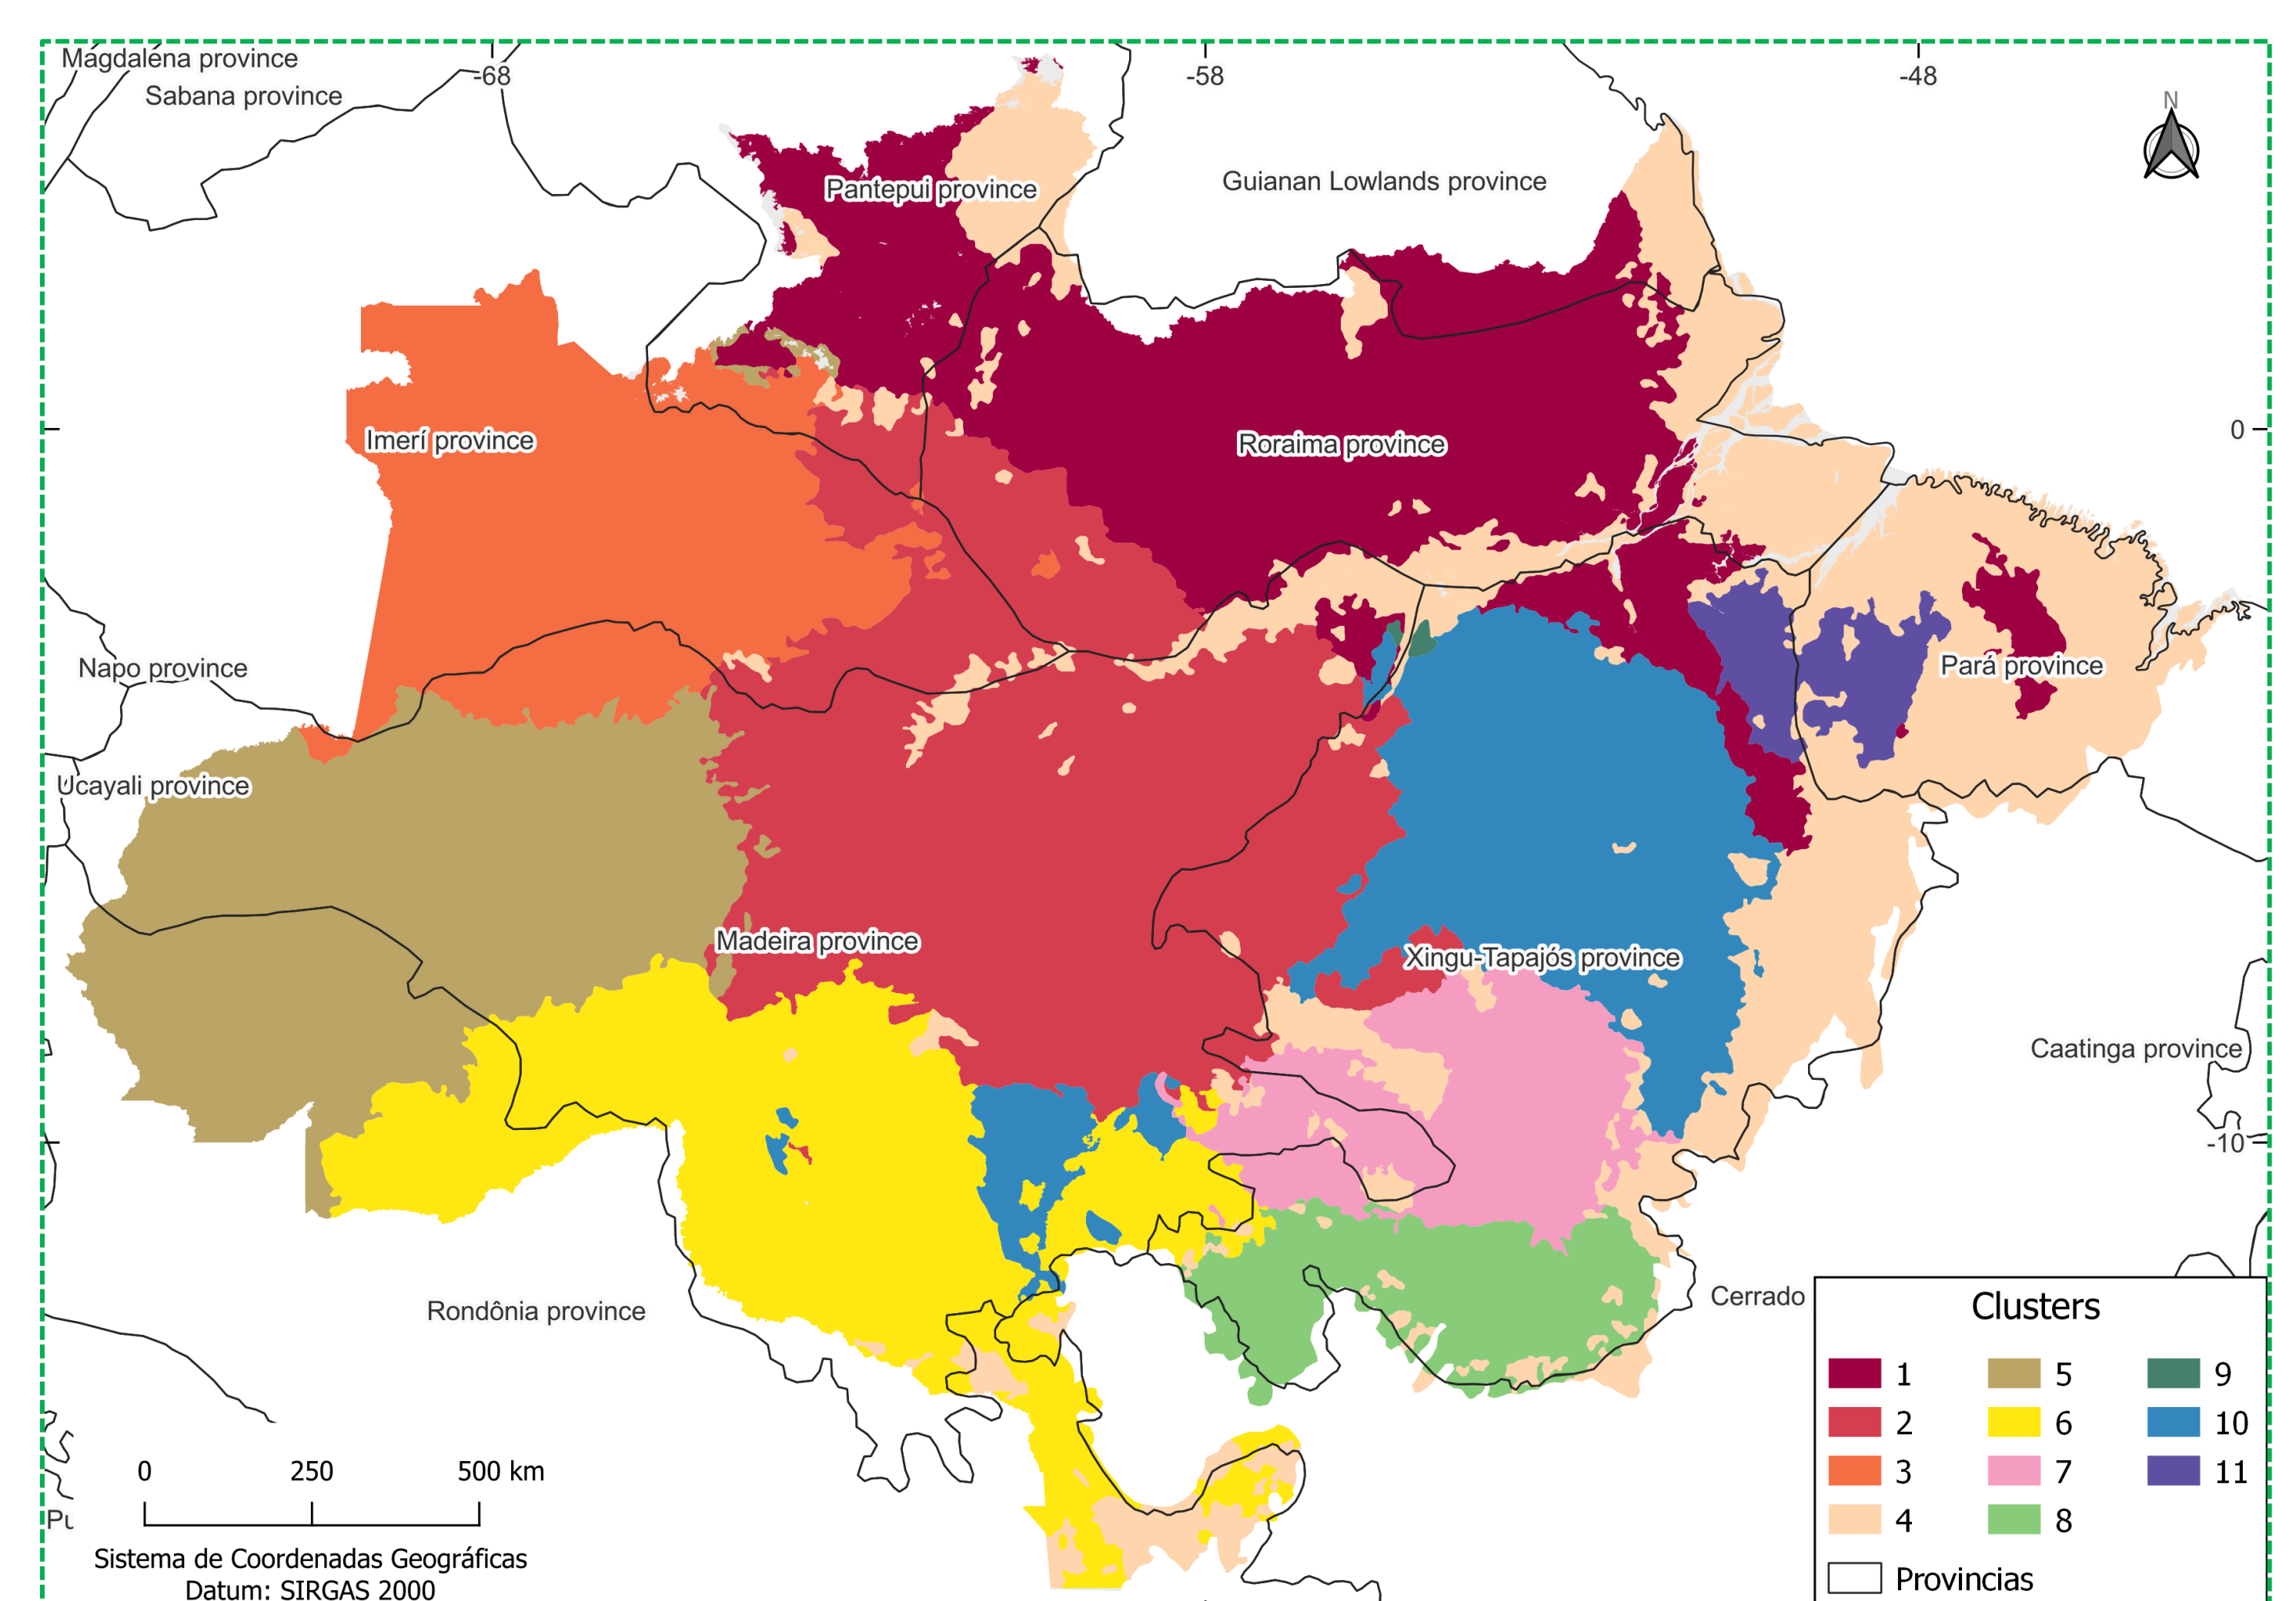 Magdalena province
-68
-58
-48
Sabana province
N
Pantepui province
Guianan Lowlands province
Imerí province
Roraima province
0
Napo province
Pará province
Ucayali province
Madeira province
Xingu-Tapajós province
Caatinga province
-10
Rondônia province
Cerrado
Clusters
1 5 9
2 6 10
3 7 11
4 8
Provincias
0 250 500 km
Pu
Sistema de Coordenadas Geográficas
Datum: SIRGAS 2000